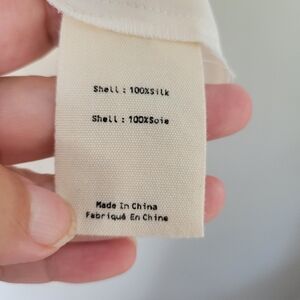 Shell : 100%Silk
Shell : 100%Soie
Made In China
Fabriqué En Chine